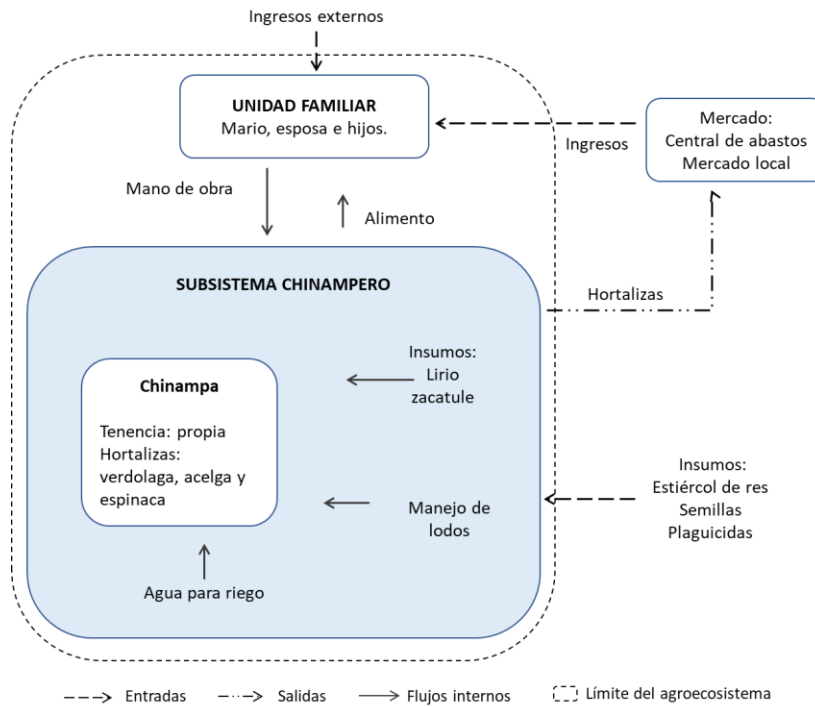 Ingresos externos
UNIDAD FAMILIAR
Mario, esposa e hijos.
Mercado:
Central de abastos
Mercado local
Ingresos
Mano de obra
Alimento
SUBSISTEMA CHINAMPERO
Hortalizas
Insumos:
Lirio
zacatule
Chinampa
Tenencia: propia
Hortalizas:
verdolaga, acelga y
espinaca
Insumos:
Estiércol de res
Semillas
Plaguicidas
Manejo de
lodos
Agua para riego
Entradas
Salidas
Flujos internos
Límite del agroecosistema